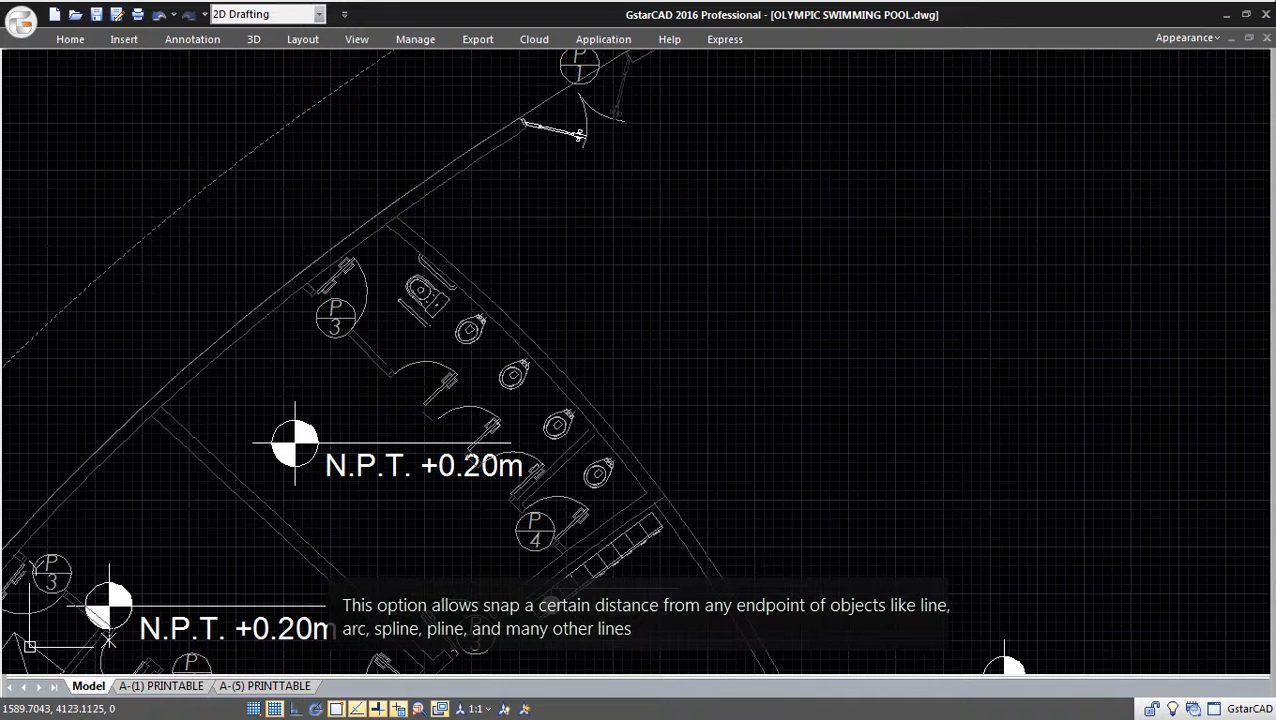 2D Drafting
GstarCAD 2016 Professional - [OLYMPIC SWIMMING POOL.dwg]
Home Insert Annotation 3D Layout View Manage Export Cloud Application Help Express Appearance
P
1
P
3
N.P.T. +0.20m
P
4
P
3
N.P.T. +0.20m
This option allows snap a certain distance from any endpoint of objects like line,
arc, spline, pline, and many other lines
P
3
Model A-(1) PRINTABLE A-(5) PRINTTABLE
1589.7043, 4123.1125, 0 1:1 GstarCAD